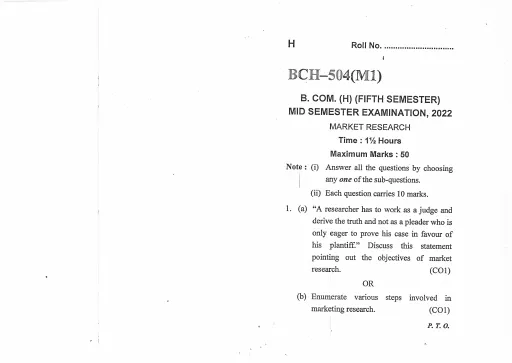 H Roll No. ................................
BCH–504(M1)
B. COM. (H) (FIFTH SEMESTER)
MID SEMESTER EXAMINATION, 2022
MARKET RESEARCH
Time : 1½ Hours
Maximum Marks : 50
Note : (i) Answer all the questions by choosing
any one of the sub-questions.
(ii) Each question carries 10 marks.
1. (a) “A researcher has to work as a judge and
derive the truth and not as a pleader who is
only eager to prove his case in favour of
his plantiff.” Discuss this statement
pointing out the objectives of market
research. (CO1)
OR
(b) Enumerate various steps involved in
marketing research. (CO1)
P. T. O.